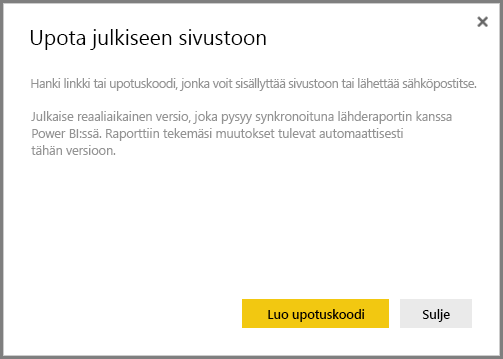 Upota julkiseen sivustoon
Hanki linkki tai upotuskoodi, jonka voit sisällyttää sivustoon tai lähettää sähköpostitse.
Julkaise reaaliaikainen versio, joka pysyy synkronoituna lähderaportin kanssa
Power BI:ssä. Raporttiin tekemäsi muutokset tulevat automaattisesti
tähän versioon.
Luo upotuskoodi
Sulje